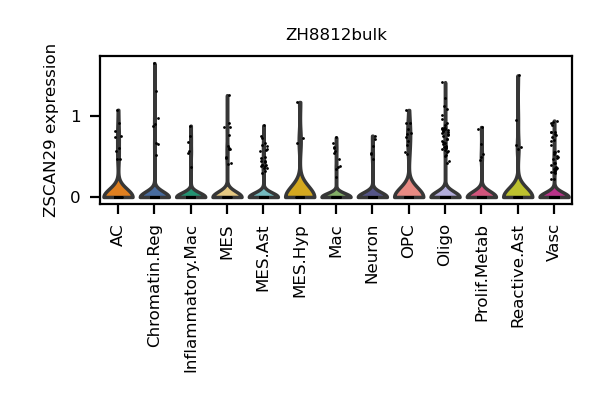 ZH8812bulk
ZSCAN29 expression
1
0
AC
Chromatin.Reg
Inflammatory.Mac
MES
MES.Ast
MES.Hyp
Mac
Neuron
OPC
Oligo
Prolif.Metab
Reactive.Ast
Vasc